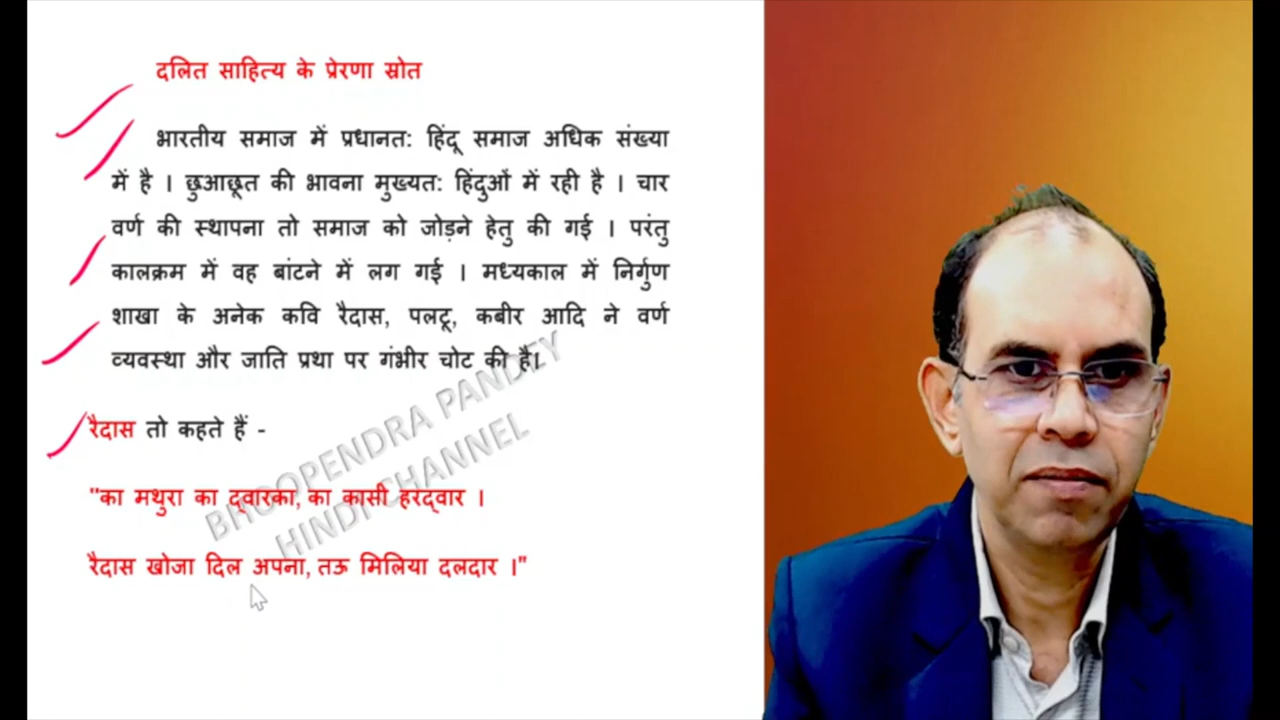 दलित साहित्य के प्रेरणा स्रोत
भारतीय समाज में प्रधानत: हिंदू समाज अधिक संख्या
में है । छुआछूत की भावना मुख्यत: हिंदुओं में रही है । चार
वर्ण की स्थापना तो समाज को जोड़ने हेतु की गई । परंतु
कालक्रम में वह बांटने में लग गई । मध्यकाल में निर्गुण
शाखा के अनेक कवि रैदास, पलटू, कबीर आदि ने वर्ण
व्यवस्था और जाति प्रथा पर गंभीर चोट की है।
रैदास तो कहते हैं -
"का मथुरा का द्वारका, का कासी हरद्वार ।
रैदास खोजा दिल अपना, तऊ मिलिया दलदार ।"
BHOOPENDRA PANDEY
HINDI CHANNEL